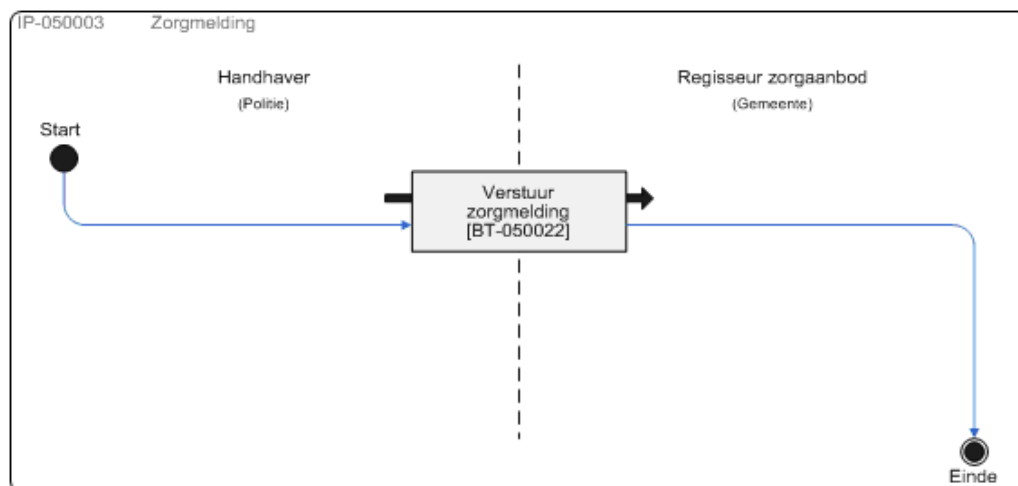 IP-050003 Zorgmelding
Handhaver
(Politie)
Regisseur zorgaanbod
(Gemeente)
Start
Verstuur
zorgmelding
[BT-050022]
Einde